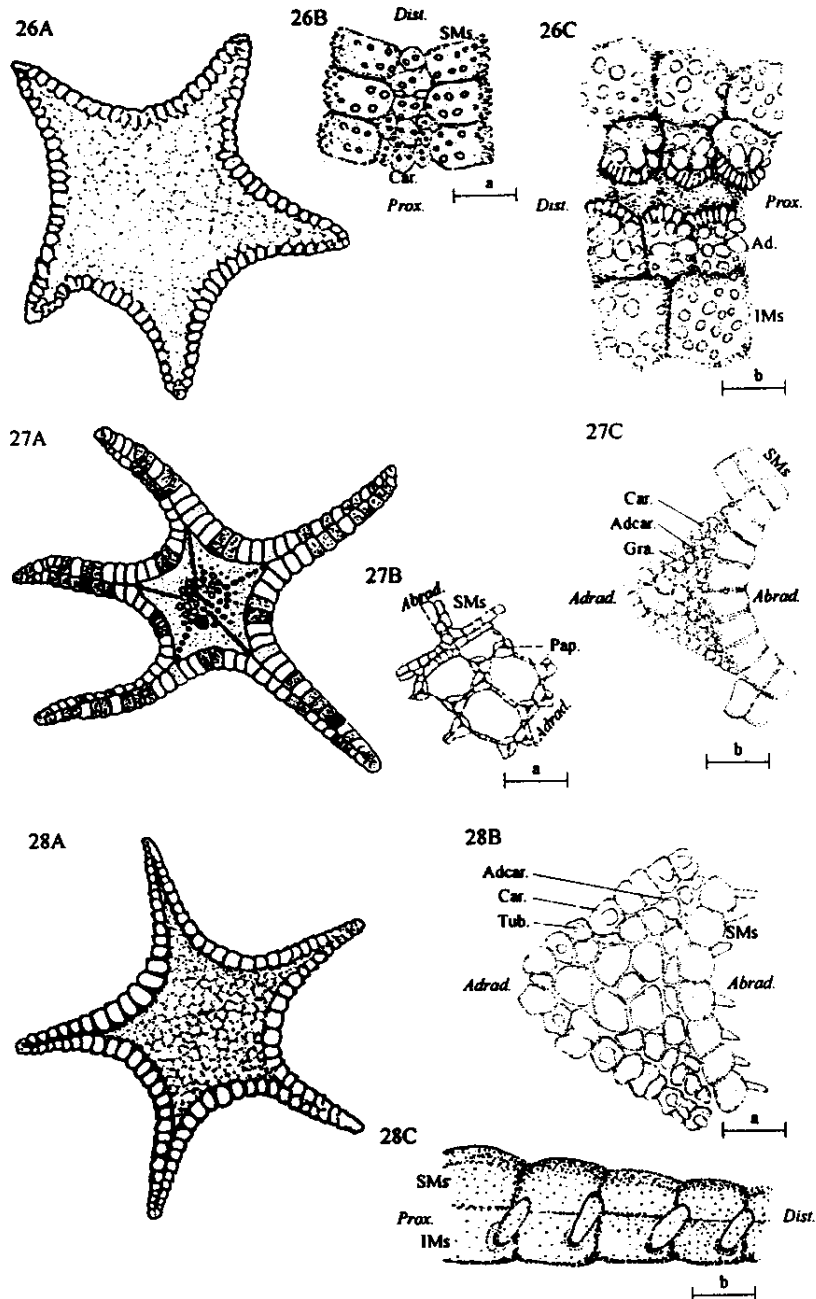 26A
26B
Dist.
SMs
Car.
Prox.
a
26C
Dist.
Prox.
Ad.
IMs
b
27A
27B
Abrad.
SMs
Pap.
Adrad.
a
27C
SMs
Car.
Adcar.
Gra.
Adrad.
Abrad.
b
28A
28B
Adcar.
Car.
Tub.
SMs
Adrad.
Abrad.
a
28C
SMs
Prox.
Dist.
IMs
b